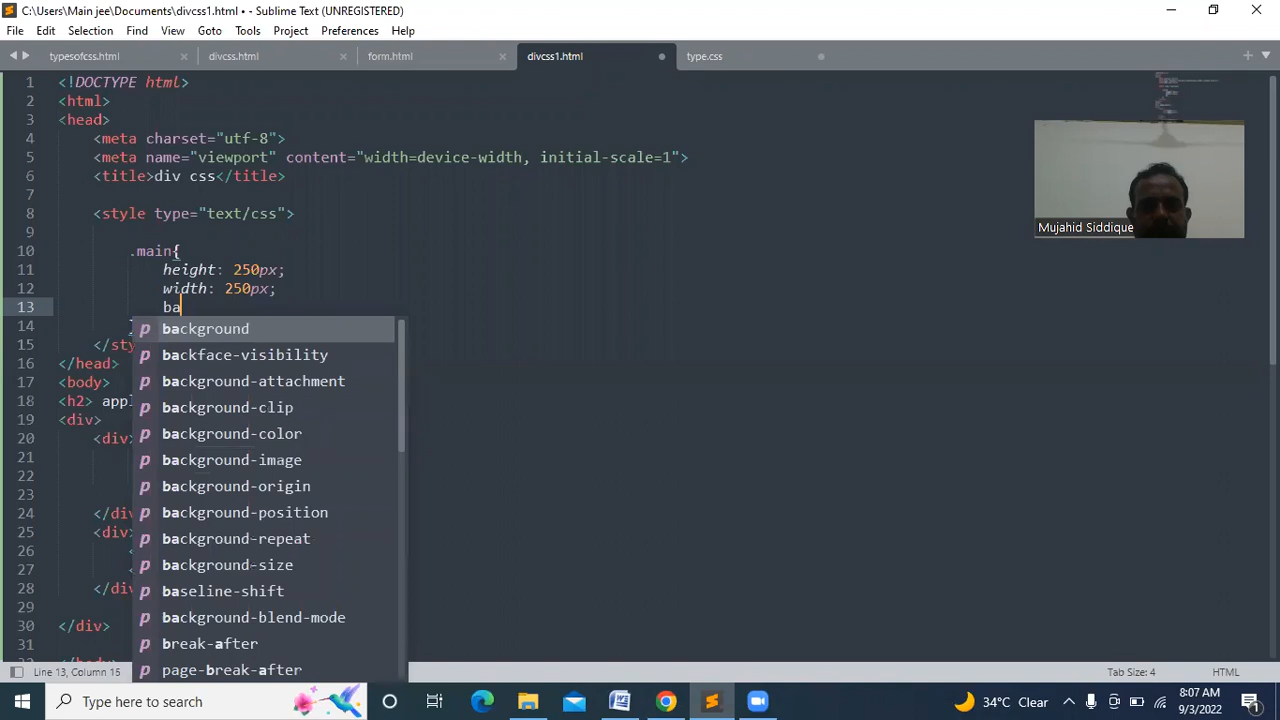 C:\Users\Main jee\Documents\divcss1.html • - Sublime Text (UNREGISTERED)
File Edit Selection Find View Goto Tools Project Preferences Help
typesofcss.html divcss.html form.html divcss1.html type.css
1 <!DOCTYPE html>
2 <html>
3 <head>
4 <meta charset="utf-8">
5 <meta name="viewport" content="width=device-width, initial-scale=1">
6 <title>div css</title>
7
8 <style type="text/css">
9
10 .main{
11 height: 250px;
12 width: 250px;
13 ba
14
15 </sty
16 </head>
17 <body>
18 <h2> appl
19 <div>
20 <div
21
22
23
24 </di
25 <div
26 <
27 <
28 </di
29
30 </div>
31
p background
p backface-visibility
p background-attachment
p background-clip
p background-color
p background-image
p background-origin
p background-position
p background-repeat
p background-size
p baseline-shift
p background-blend-mode
p break-after
p page-break-after
Mujahid Siddique
Line 13, Column 15
Tab Size: 4
HTML
Type here to search
34°C Clear
8:07 AM
9/3/2022
1